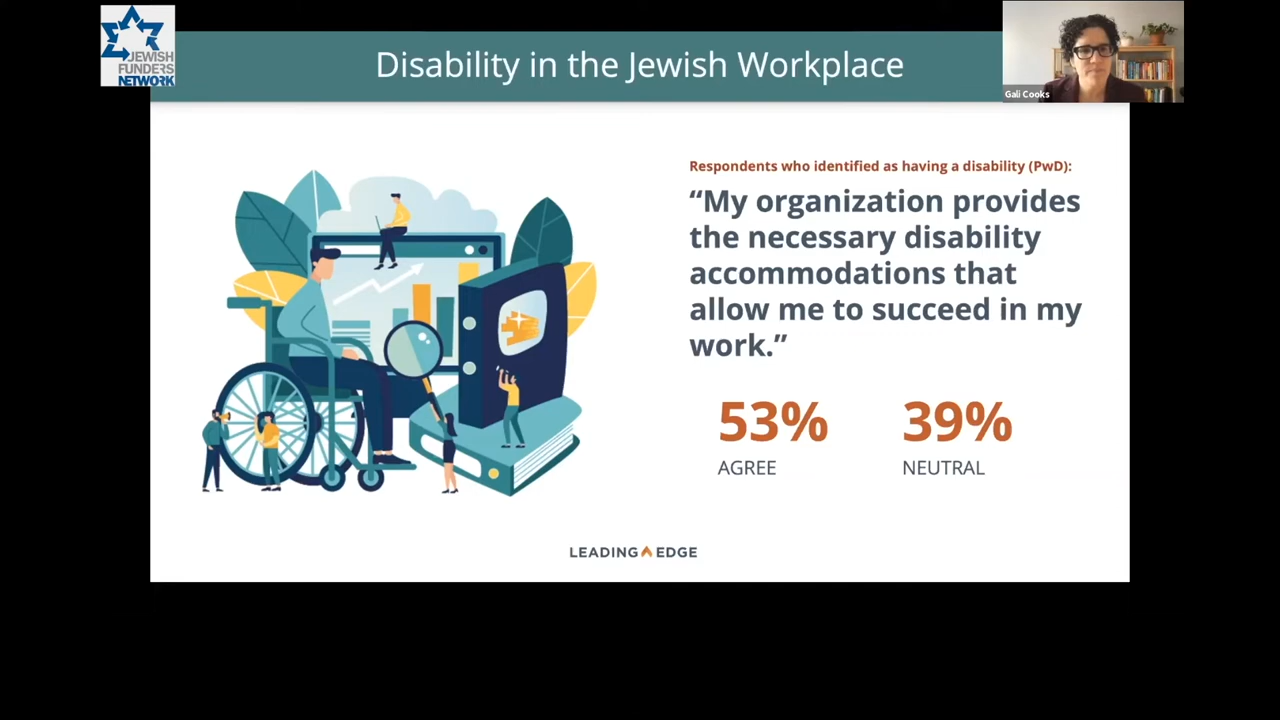 JEWISH
FUNDERS
NETWORK
Disability in the Jewish Workplace
Gali Cooks
Respondents who identified as having a disability (PwD):
“My organization provides
the necessary disability
accommodations that
allow me to succeed in my
work.”
53% 39%
AGREE NEUTRAL
LEADING EDGE